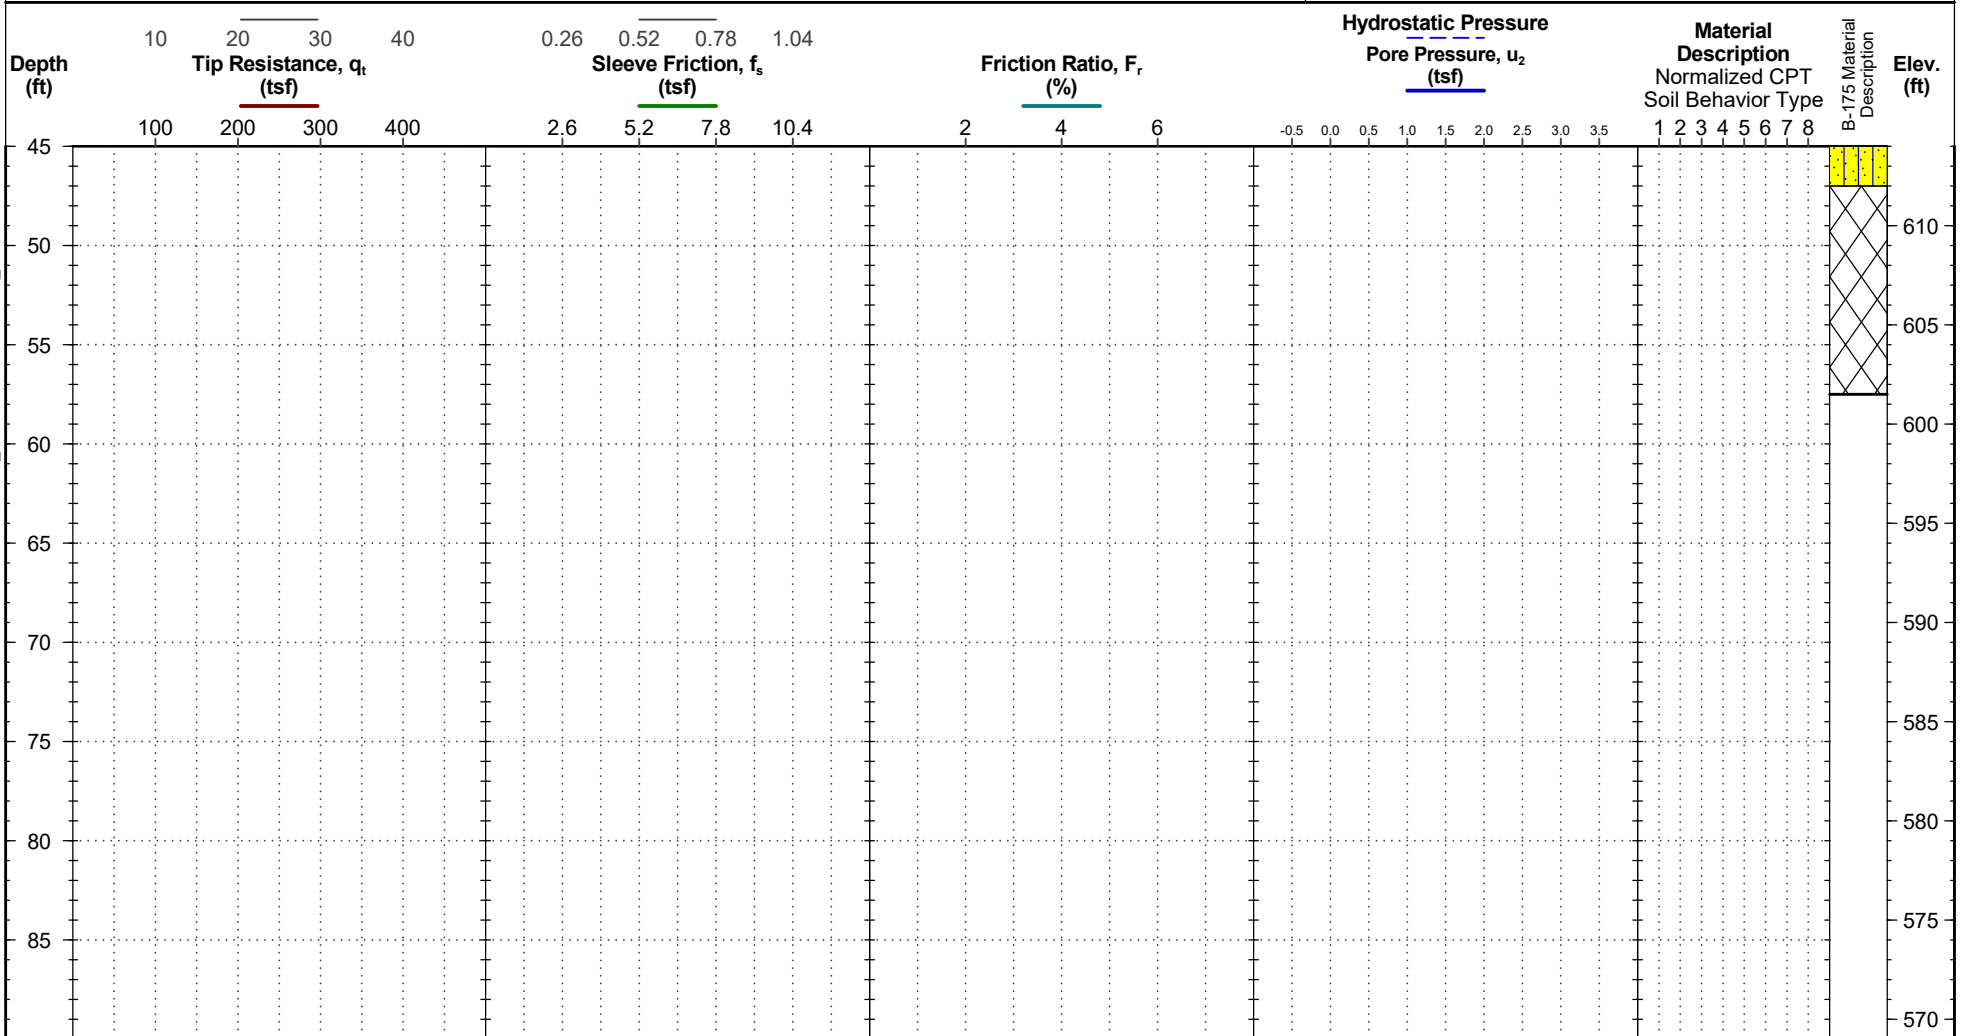 10 20 30 40
Tip Resistance, qt
(tsf)
100 200 300 400
0.26 0.52 0.78 1.04
Sleeve Friction, fs
(tsf)
2.6 5.2 7.8 10.4
Friction Ratio, Fr
(%)
2 4 6
Hydrostatic Pressure
Pore Pressure, u2
(tsf)
-0.5 0.0 0.5 1.0 1.5 2.0 2.5 3.0 3.5
Material
Description
Normalized CPT
Soil Behavior Type
1 2 3 4 5 6 7 8
B-175 Material
Description
Depth
(ft)
45
50
55
60
65
70
75
80
85
Elev.
(ft)
610
605
600
595
590
585
580
575
570